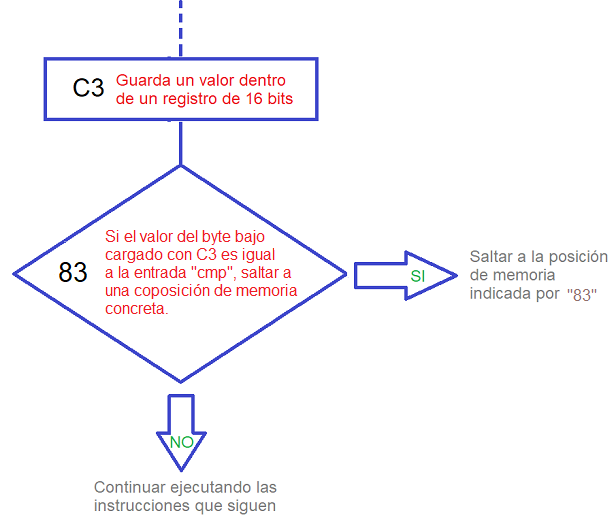 C3 Guarda un valor dentro
de un registro de 16 bits
Si el valor del byte bajo
cargado con C3 es igual
83 a la entrada "cmp", saltar a
una coposición de memoria
concreta.
SI
Saltar a la posición
de memoria
indicada por "83"
NO
Continuar ejecutando las
instrucciones que siguen